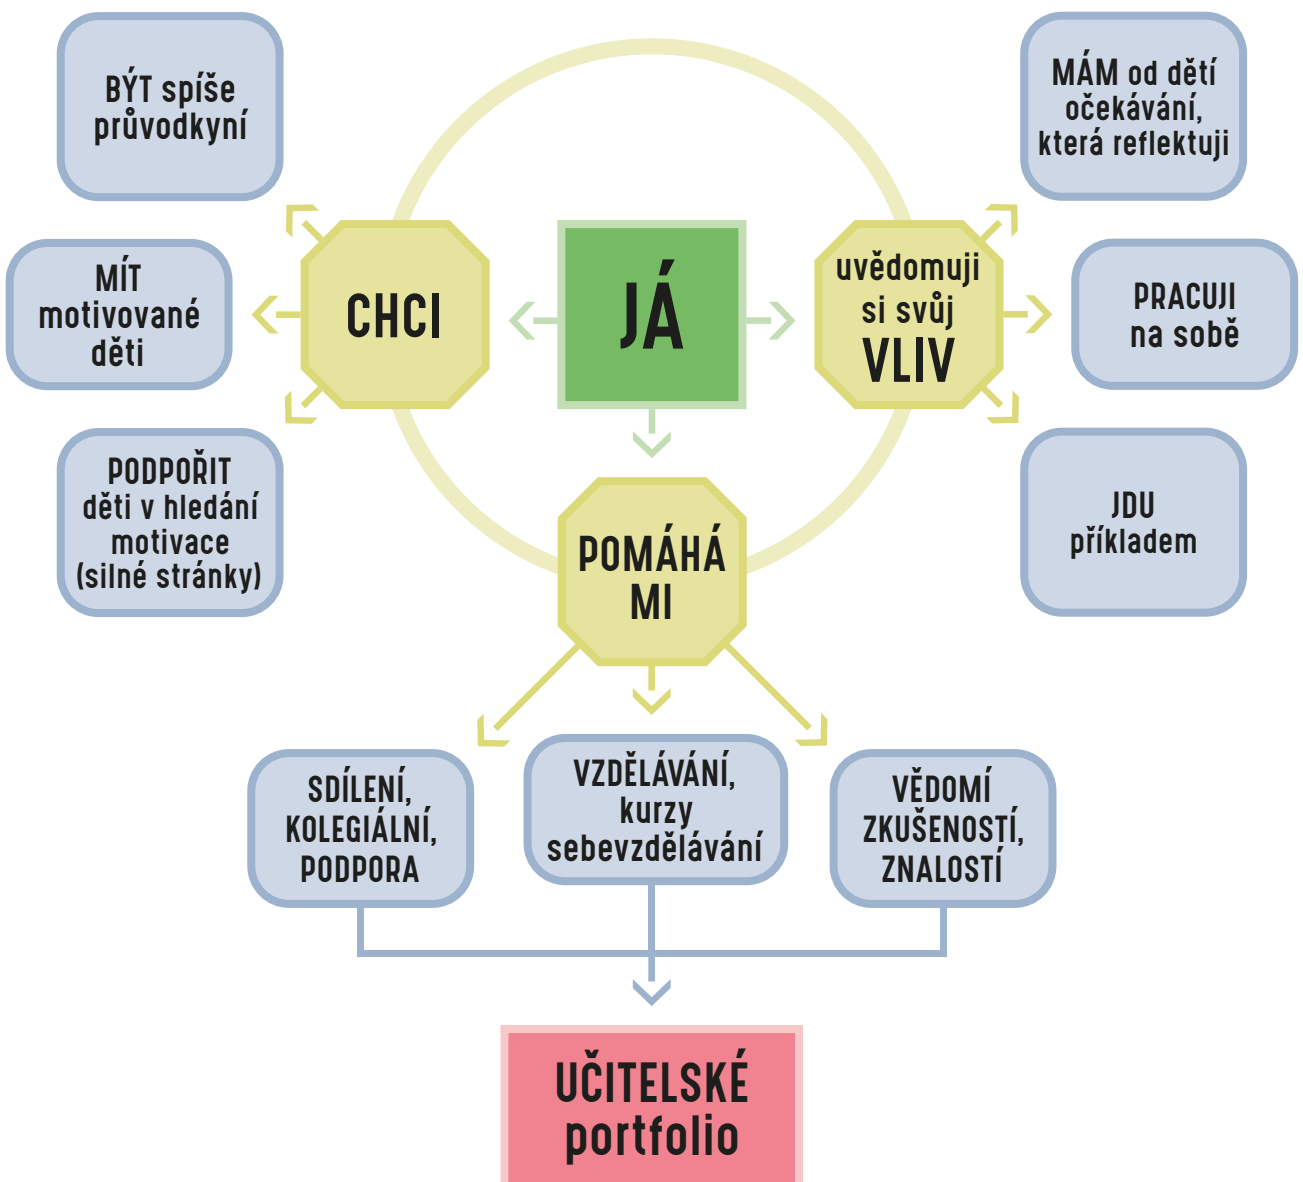 BÝT spíše
průvodkyní
MÁM od dětí
očekávání,
která reflektuji
MÍT
motivované
děti
CHCI
JÁ
uvědomuji
si svůj
VLIV
PRACUJI
na sobě
PODPOŘIT
děti v hledání
motivace
(silné stránky)
POMÁHÁ
MI
JDU
příkladem
SDÍLENÍ,
KOLEGIÁLNÍ,
PODPORA
VZDĚLÁVÁNÍ,
kurzy
sebevzdělávání
VĚDOMÍ
ZKUŠENOSTÍ,
ZNALOSTÍ
UČITELSKÉ
portfolio